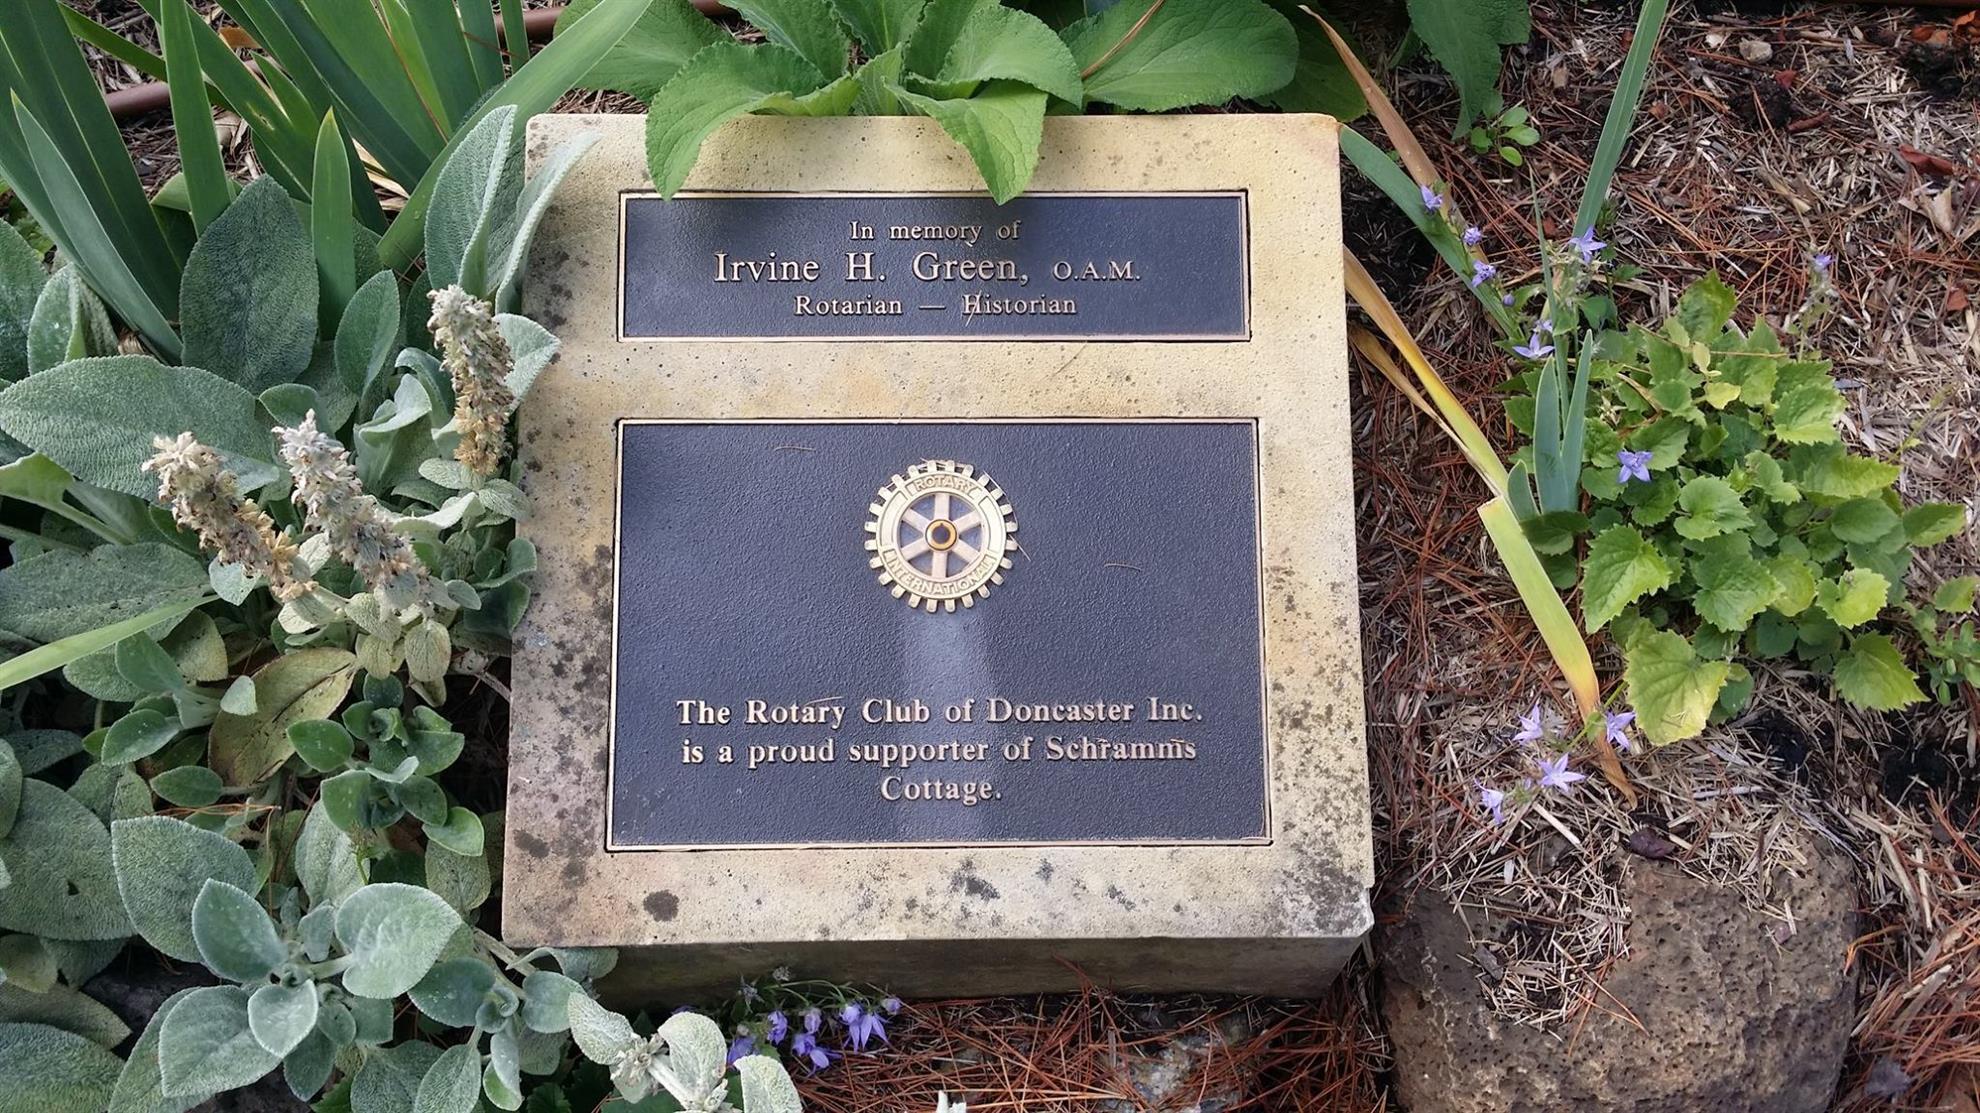 In memory of
Irvine H. Green, O.A.M.
Rotarian — Historian
ROTARY
INTERNATIONAL
The Rotary Club of Doncaster Inc.
is a proud supporter of Schramms
Cottage.